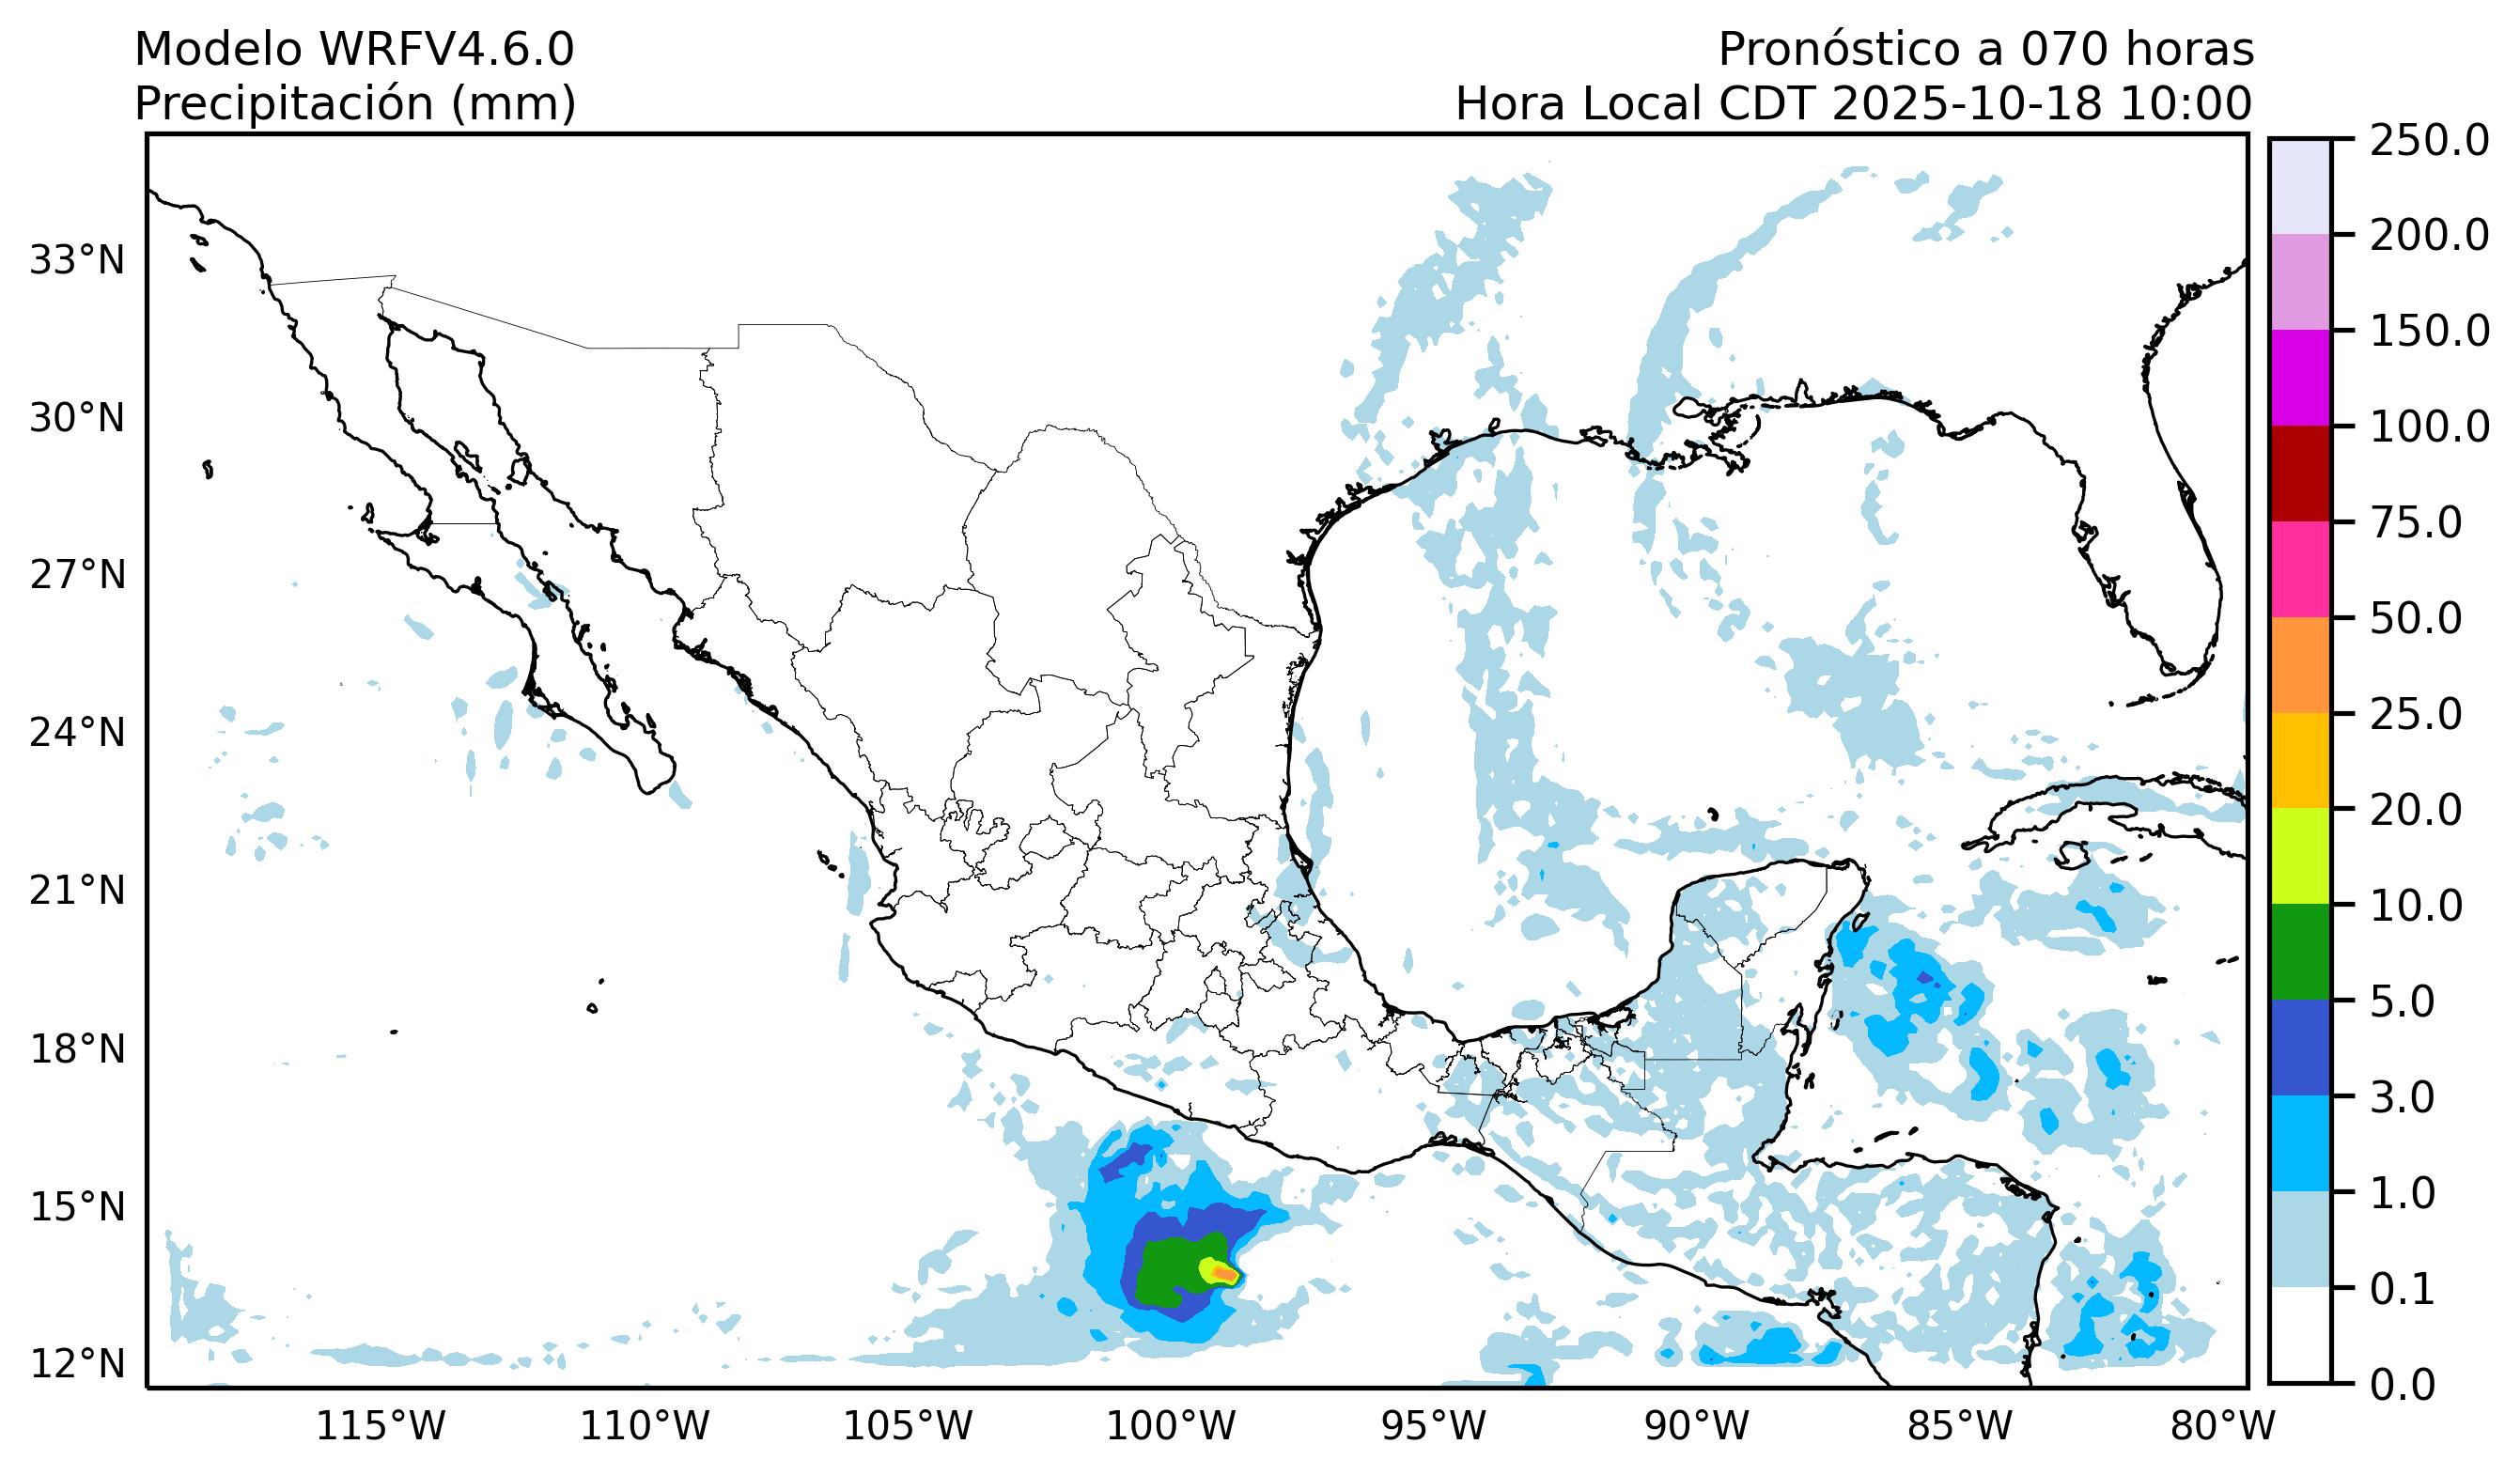 Modelo WRFV4.6.0
Precipitación (mm)
Pronóstico a 070 horas
Hora Local CDT 2025-10-18 10:00
33°N
30°N
27°N
24°N
21°N
18°N
15°N
12°N
115°W
110°W
105°W
100°W
95°W
90°W
85°W
80°W
250.0
200.0
150.0
100.0
75.0
50.0
25.0
20.0
10.0
5.0
3.0
1.0
0.1
0.0